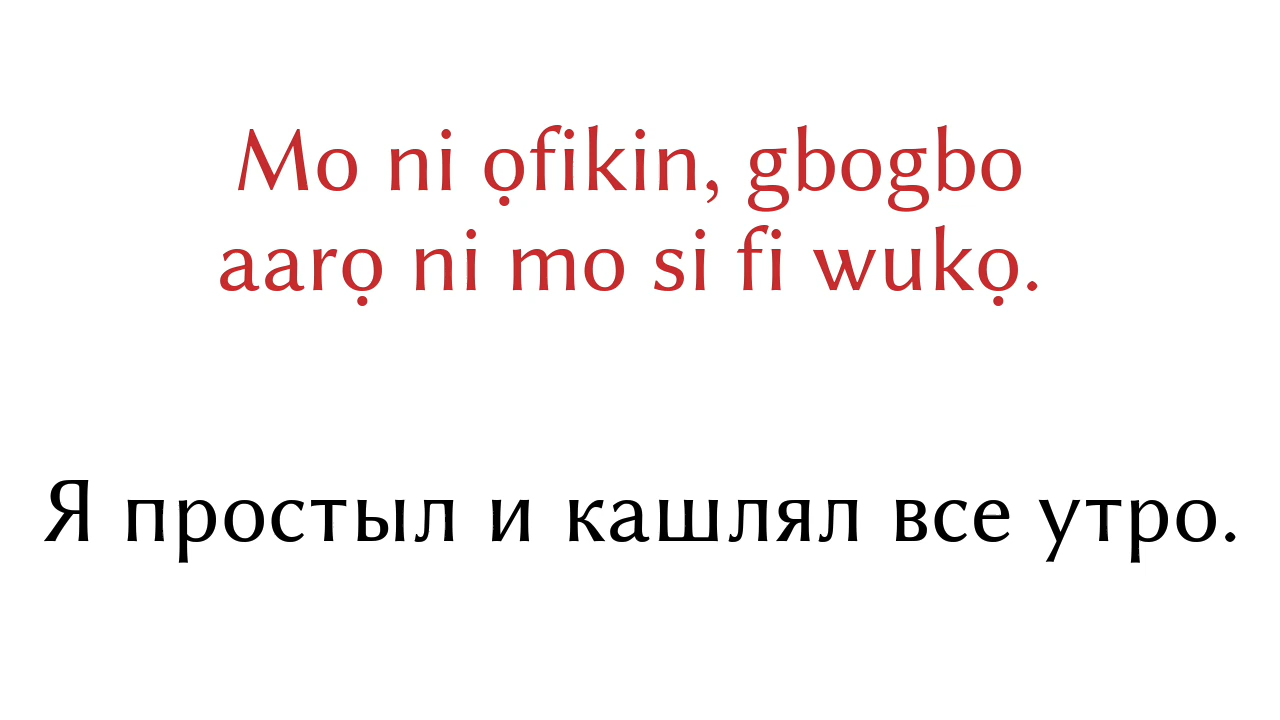 Mo ni ọfikin, gbogbo
aarọ ni mo si fi wukọ.
Я простыл и кашлял все утро.